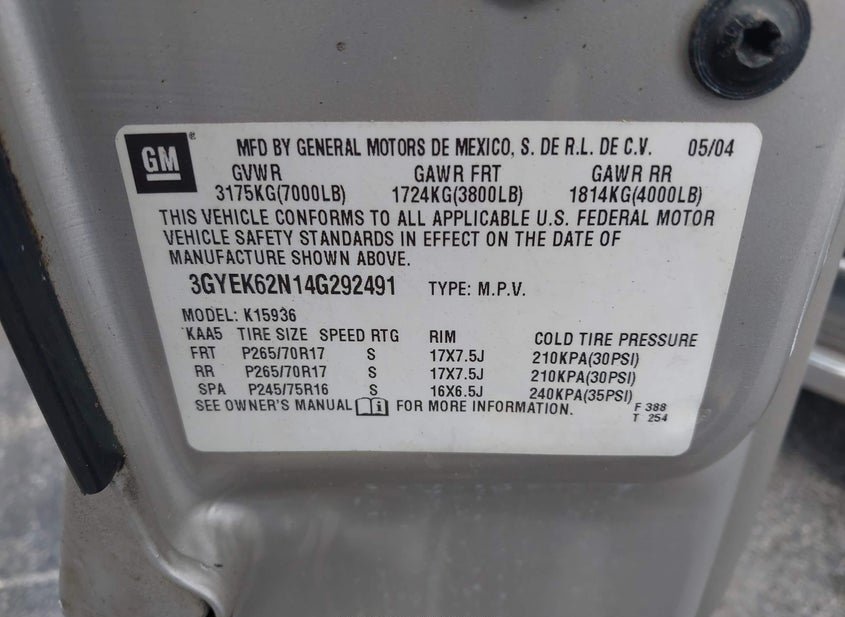 GM ® MFD BY GENERAL MOTORS DE MEXICO, S. DE R.L. DE C.V. 05/04
GVWR GAWR FRT GAWR RR
3175KG(7000LB) 1724KG(3800LB) 1814KG(4000LB)
THIS VEHICLE CONFORMS TO ALL APPLICABLE U.S. FEDERAL MOTOR
VEHICLE SAFETY STANDARDS IN EFFECT ON THE DATE OF
MANUFACTURE SHOWN ABOVE.
3GYEK62N14G292491 TYPE: M.P.V.
MODEL: K15936
KAA5 TIRE SIZE SPEED RTG RIM COLD TIRE PRESSURE
FRT P265/70R17 S 17X7.5J 210KPA(30PSI)
RR P265/70R17 S 17X7.5J 210KPA(30PSI)
SPA P245/75R16 S 16X6.5J 240KPA(35PSI)
SEE OWNER'S MANUAL i FOR MORE INFORMATION. F 388
T 254